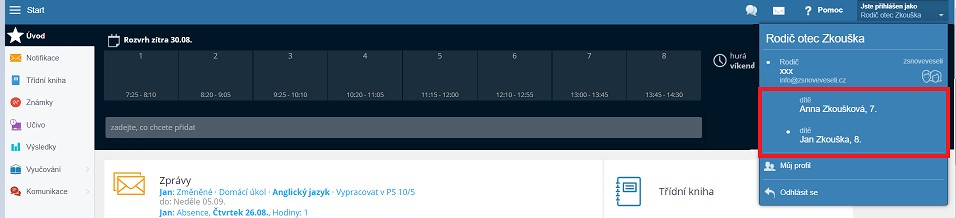 Start
Pomoc
Jste přihlášen jako
Rodič otec Zkouška
Úvod
Notifikace
Třídní kniha
Známky
Učivo
Výsledky
Vyučování
Komunikace
Rozvrh zítra 30.08.
1 2 3 4 5 6 7 8
7:25 - 8:10 8:20 - 9:05 9:25 - 10:10 10:20 - 11:05 11:15 - 12:00 12:10 - 12:55 13:00 - 13:45 13:45 - 14:30
hurá
víkend
zadejte, co chcete přidat
Zprávy
Jan: Změněné · Domácí úkol · Anglický jazyk · Vypracovat v PS 10/5
do: Neděle 05.09.
Jan: Absence, Čtvrtek 26.08., Hodiny: 1
Třídní kniha
Rodič otec Zkouška
Rodič
zsnoveveseli
xxx
info@zsnoveveseli.cz
dítě
Anna Zkoušková, 7.
dítě
Jan Zkouška, 8.
Můj profil
Odhlásit se